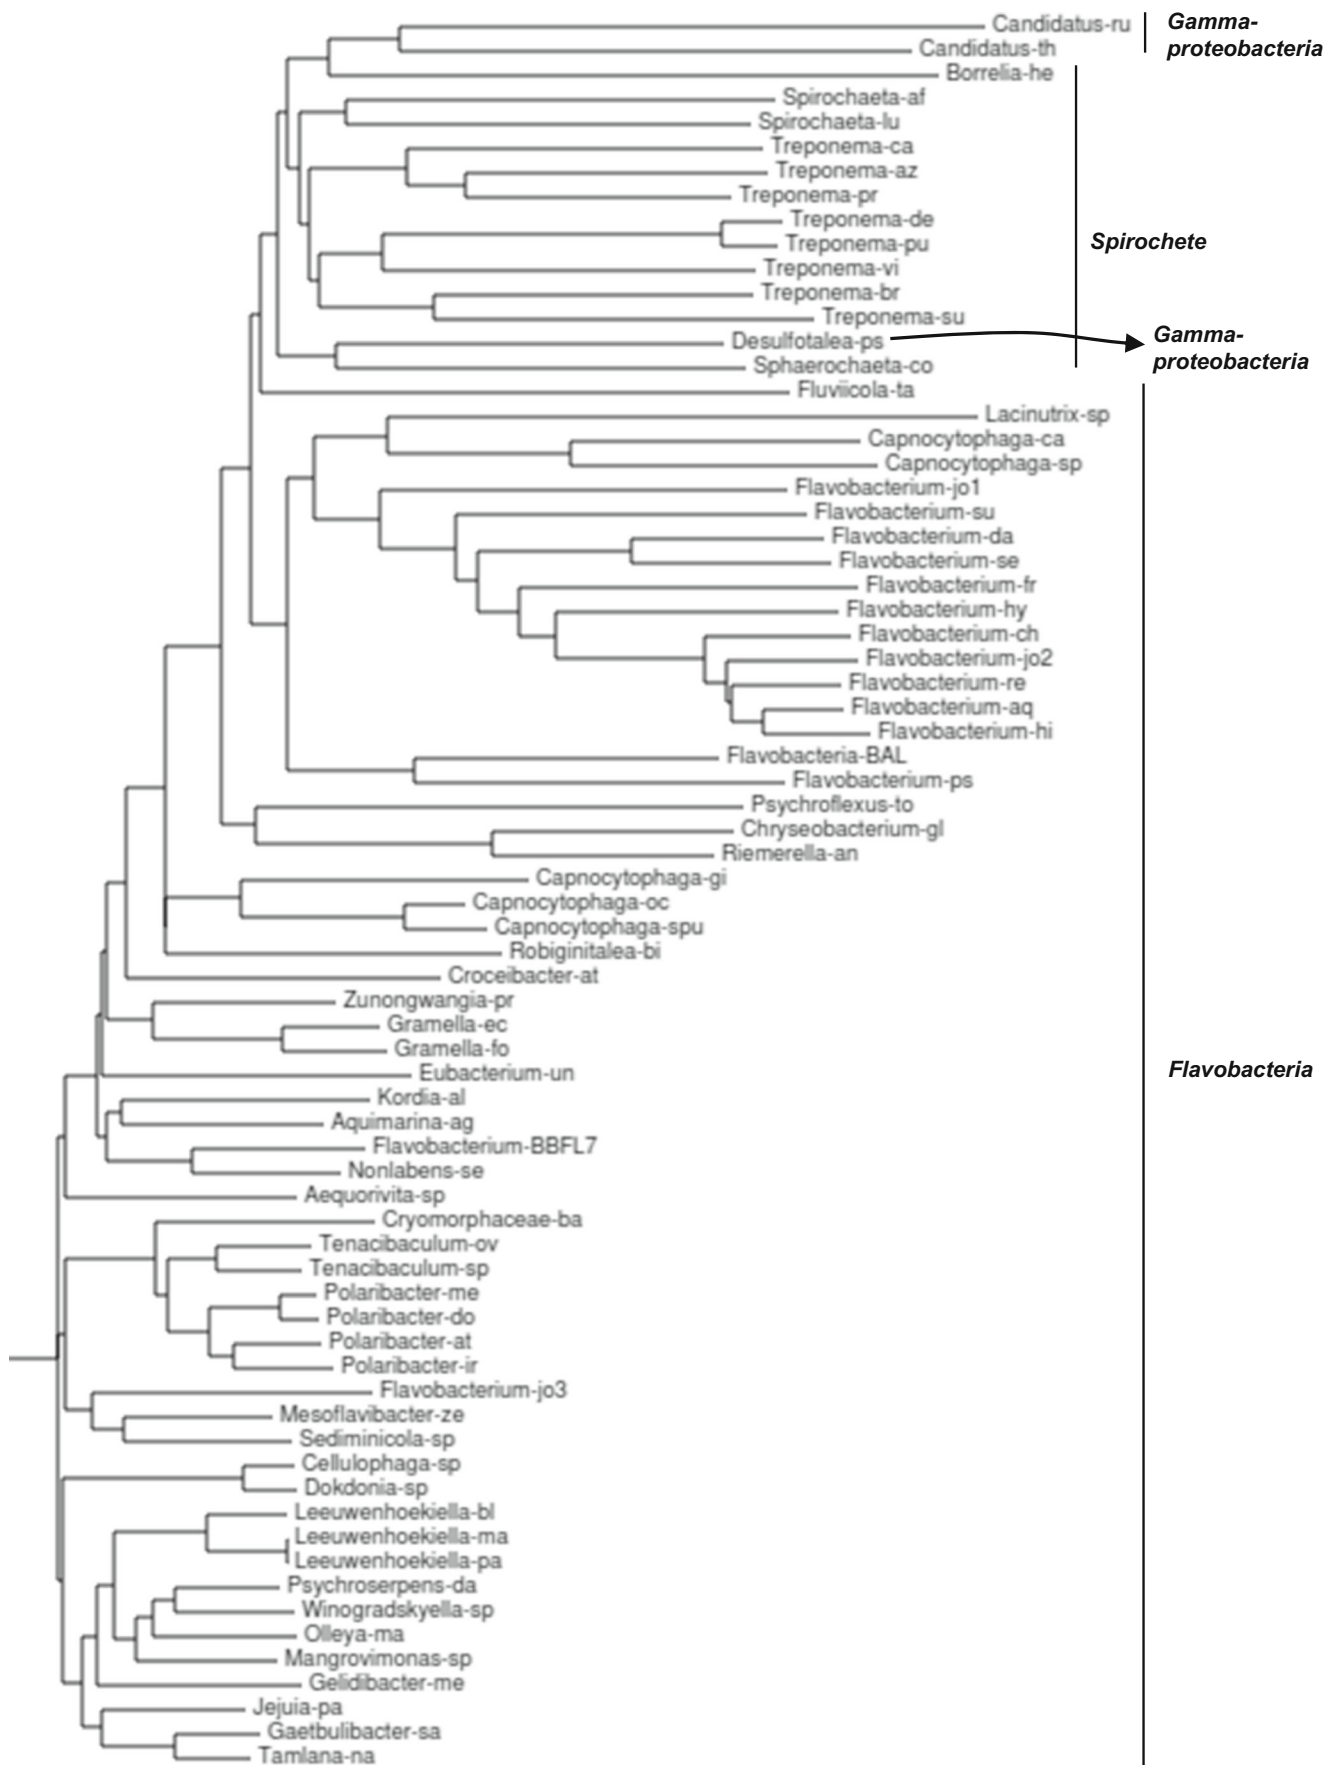 Candidatus-ru
Gamma-
proteobacteria
Candidatus-th
Borrelia-he
Spirochaeta-af
Spirochaeta-lu
Treponema-ca
Treponema-az
Treponema-pr
Treponema-de
Treponema-pu
Spirochete
Treponema-vi
Treponema-br
Treponema-su
Desulfotalea-ps
Gamma-
proteobacteria
Sphaerochaeta-co
Fluviicola-ta
Lacinutrix-sp
Capnocytophaga-ca
Capnocytophaga-sp
Flavobacterium-jo1
Flavobacterium-su
Flavobacterium-da
Flavobacterium-se
Flavobacterium-fr
Flavobacterium-hy
Flavobacterium-ch
Flavobacterium-jo2
Flavobacterium-re
Flavobacterium-aq
Flavobacterium-hi
Flavobacteria-BAL
Flavobacterium-ps
Psychroflexus-to
Chryseobacterium-gl
Riemerella-an
Capnocytophaga-gi
Capnocytophaga-oc
Capnocytophaga-spu
Robiginitalea-bi
Croceibacter-at
Zunongwangia-pr
Gramella-ec
Gramella-fo
Eubacterium-un
Flavobacteria
Kordia-al
Aquimarina-ag
Flavobacterium-BBFL7
Nonlabens-se
Aequorivita-sp
Cryomorphaceae-ba
Tenacibaculum-ov
Tenacibaculum-sp
Polaribacter-me
Polaribacter-do
Polaribacter-at
Polaribacter-ir
Flavobacterium-jo3
Mesoflavibacter-ze
Sediminicola-sp
Cellulophaga-sp
Dokdonia-sp
Leeuwenhoekiella-bl
Leeuwenhoekiella-ma
Leeuwenhoekiella-pa
Psychroserpens-da
Winogradskyella-sp
Olleya-ma
Mangrovimonas-sp
Gelidibacter-me
Jejuia-pa
Gaetbulibacter-sa
Tamlana-na